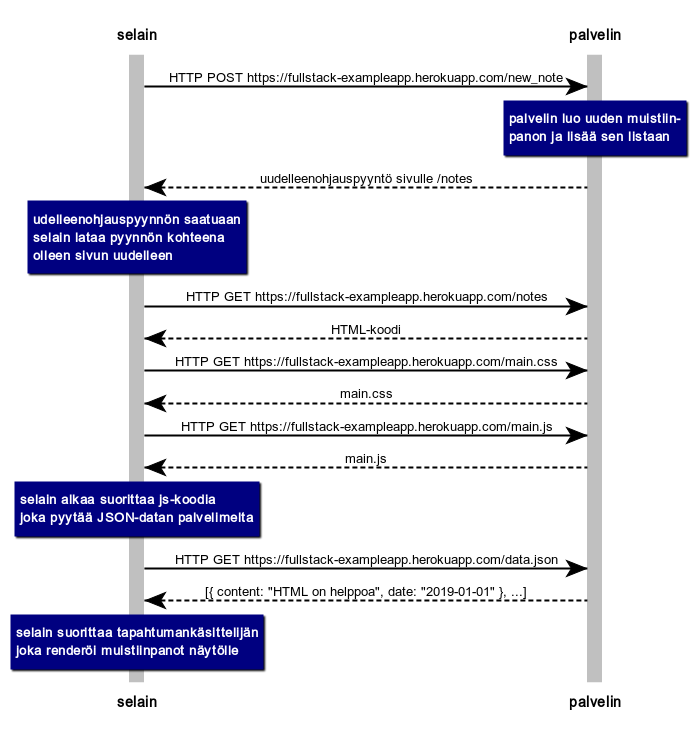 selain palvelin
HTTP POST https://fullstack-exampleapp.herokuapp.com/new_note
palvelin luo uuden muistiin-
panon ja lisää sen listaan
uudelleenohjauspyyntö sivulle /notes
udelleenohjauspyynnön saatuaan
selain lataa pyynnön kohteena
olleen sivun uudelleen
HTTP GET https://fullstack-exampleapp.herokuapp.com/notes
HTML-koodi
HTTP GET https://fullstack-exampleapp.herokuapp.com/main.css
main.css
HTTP GET https://fullstack-exampleapp.herokuapp.com/main.js
main.js
selain alkaa suorittaa js-koodia
joka pyytää JSON-datan palvelimelta
HTTP GET https://fullstack-exampleapp.herokuapp.com/data.json
[{ content: "HTML on helppoa", date: "2019-01-01" }, ...]
selain suorittaa tapahtumankäsittelijän
joka renderöi muistiinpanot näytölle
selain palvelin